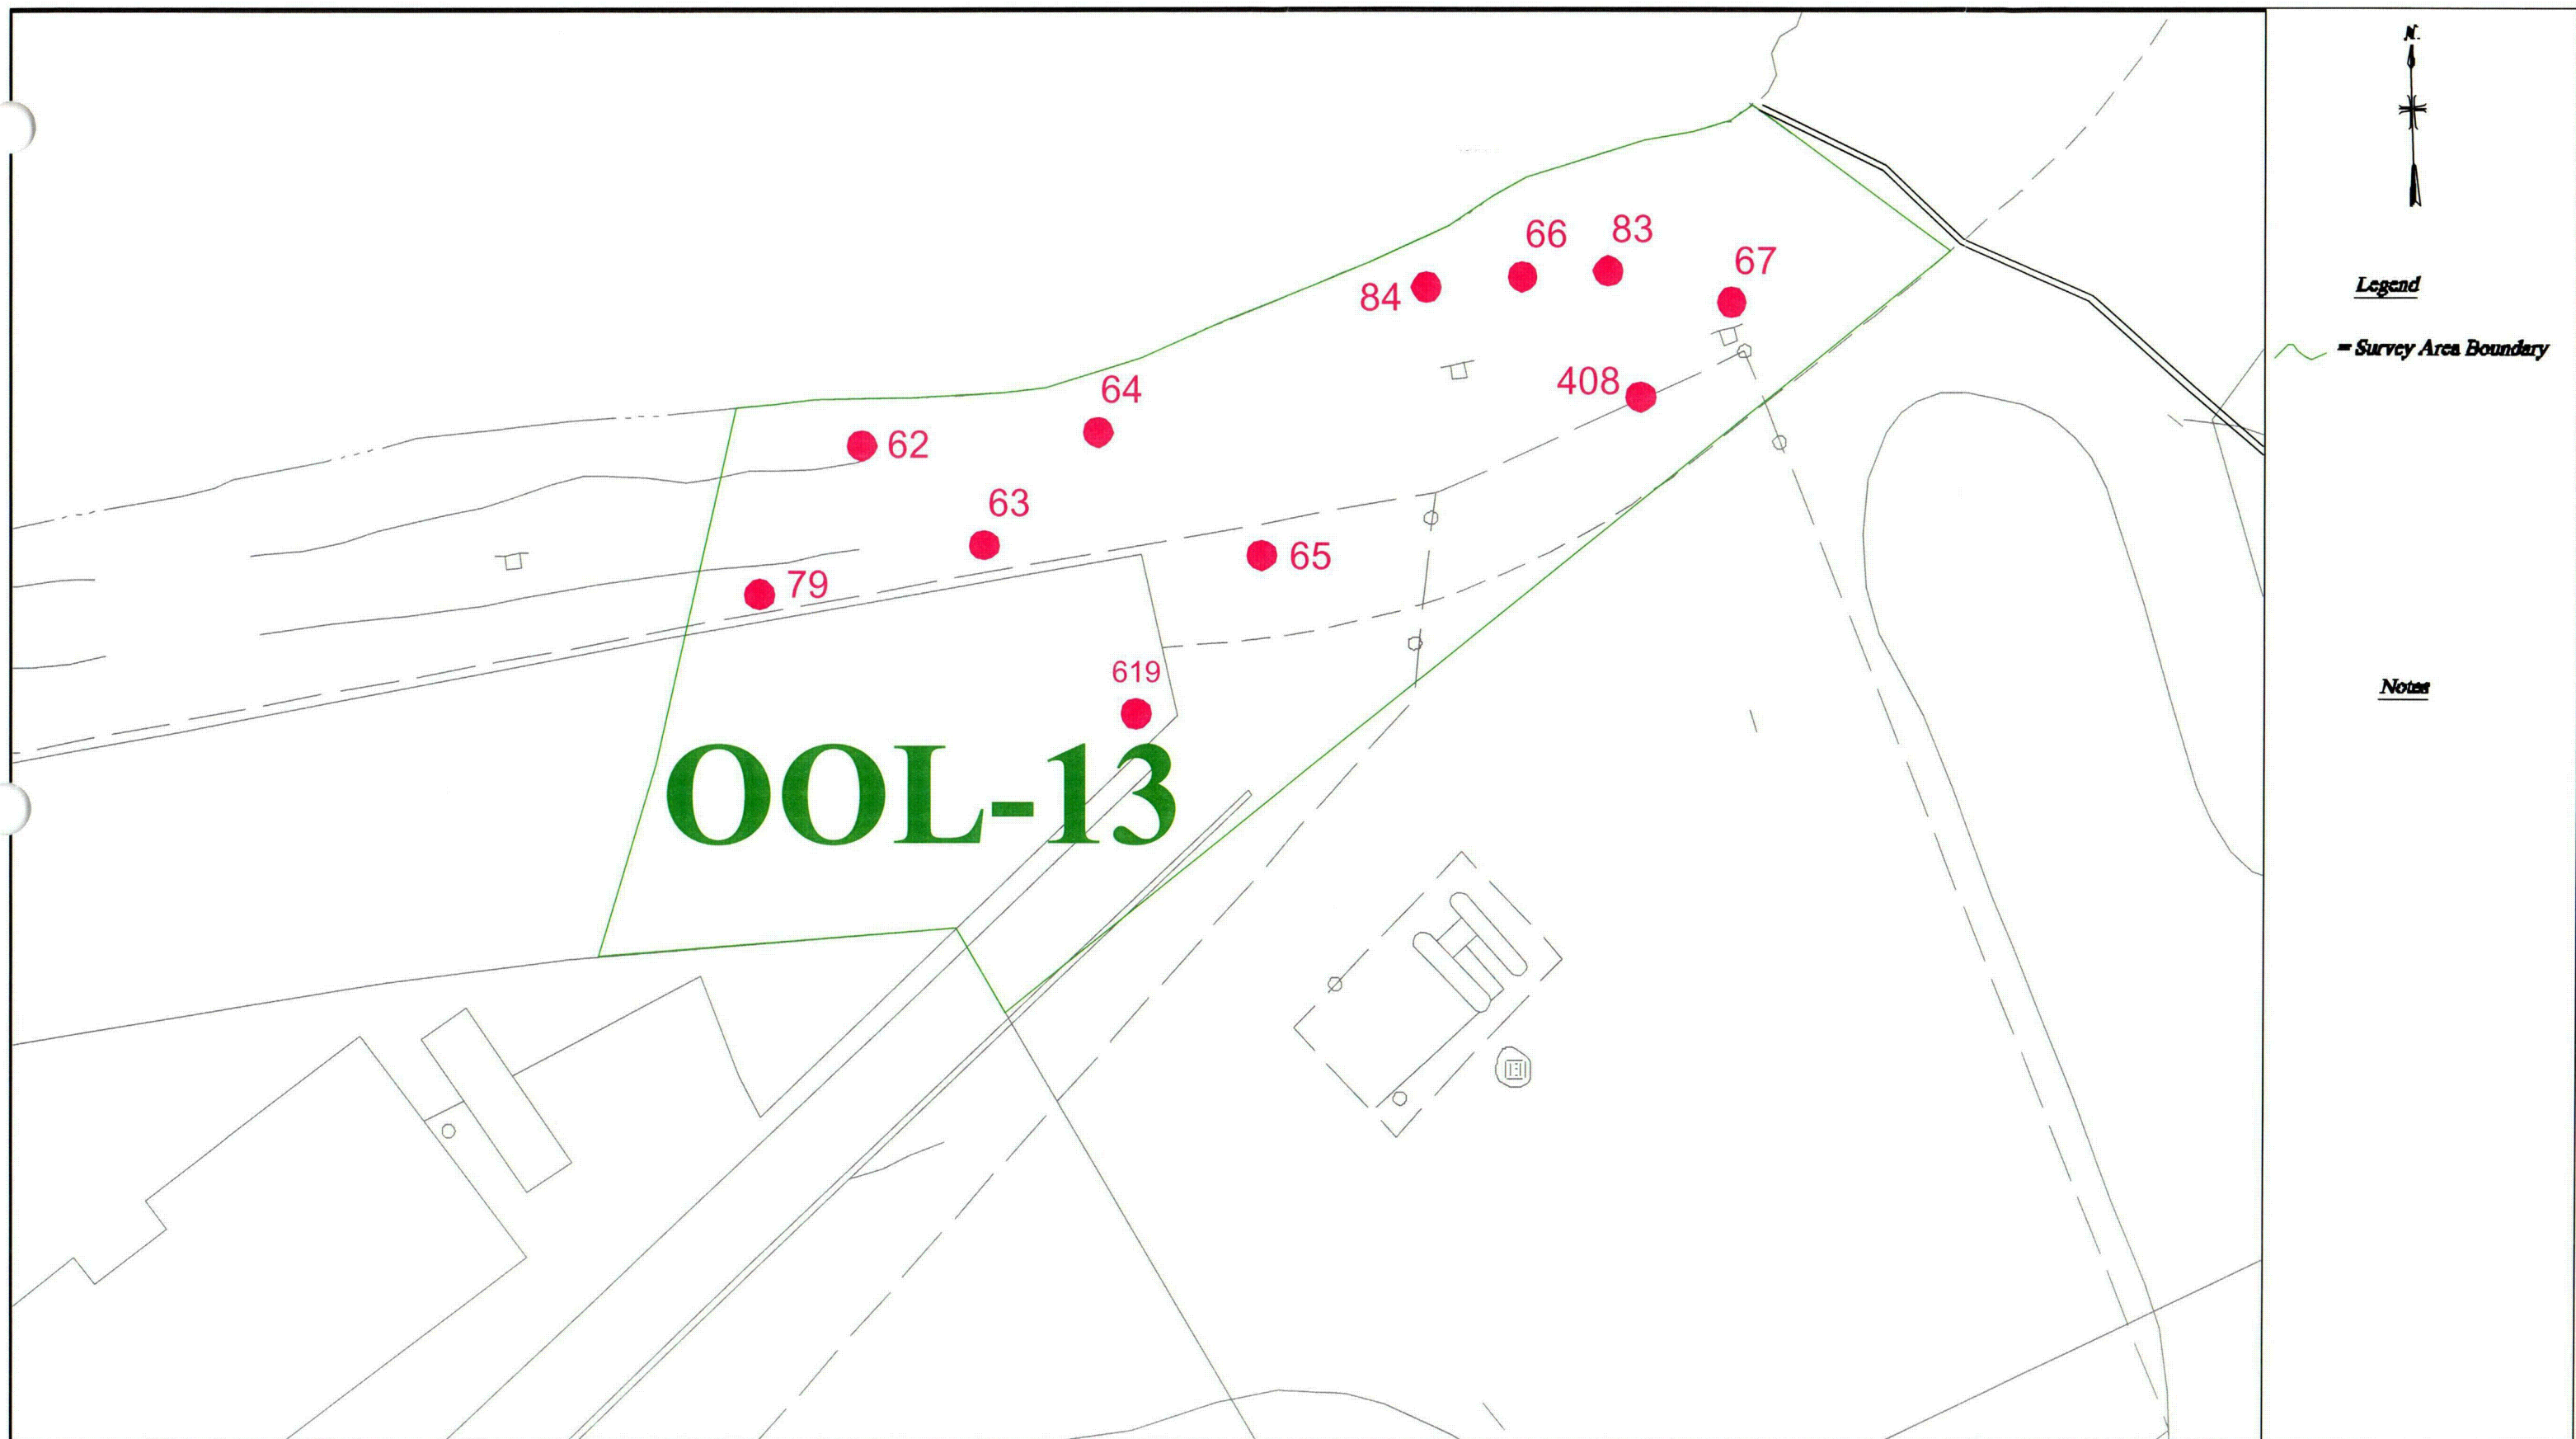 N
66
83
67
84
408
64
62
63
65
79
619
OOL-13
Legend
= Survey Area Boundary
Notes